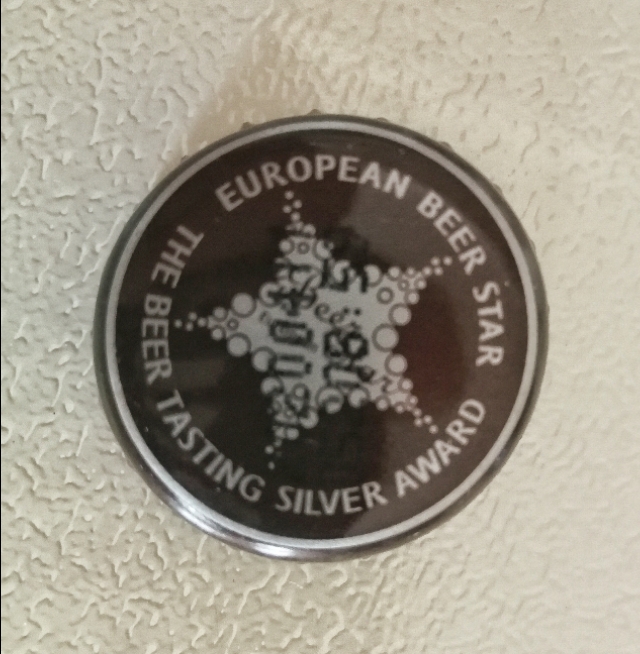 EUROPEAN BEER STAR
THE BEER TASTING SILVER AWARD